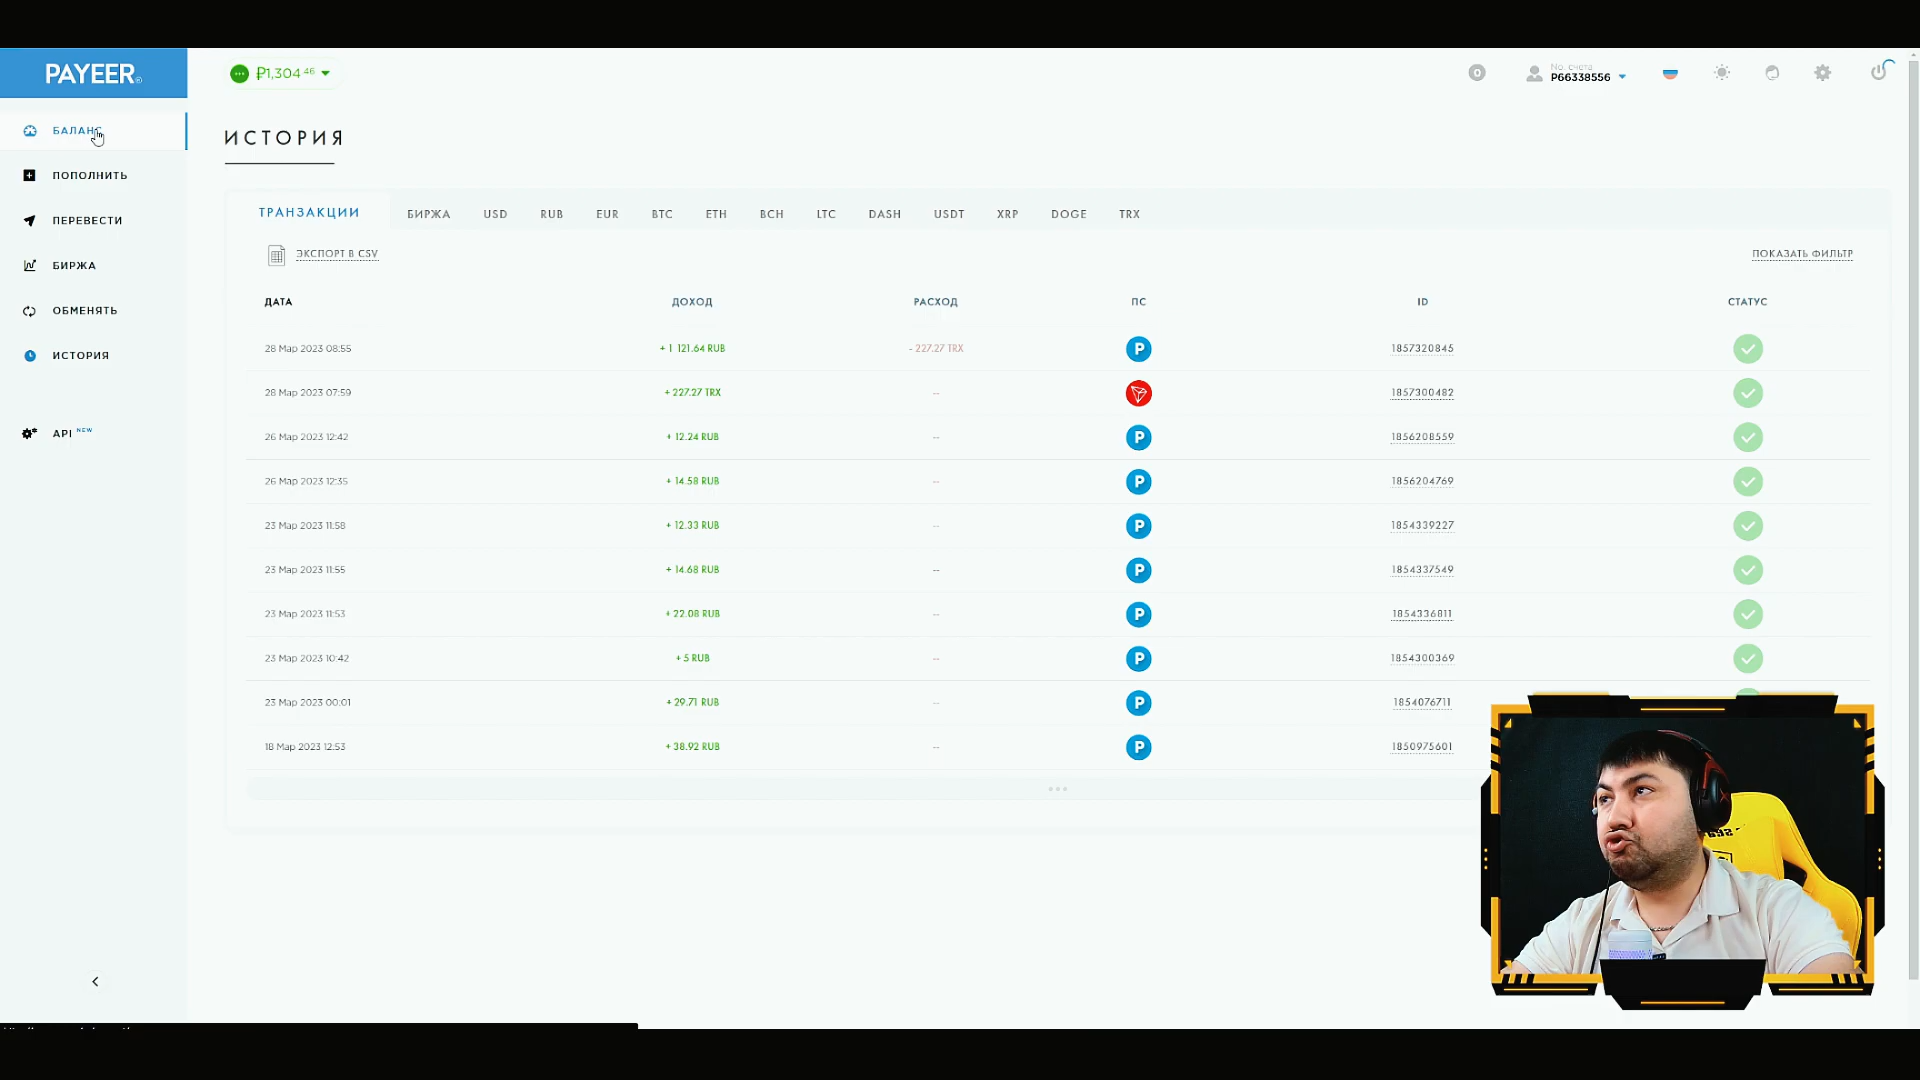 PAYEER
₽1,304.46
No. счета
P66338556
БАЛАНС
ПОПОЛНИТЬ
ПЕРЕВЕСТИ
БИРЖА
ОБМЕНЯТЬ
ИСТОРИЯ
API NEW
ИСТОРИЯ
ТРАНЗАКЦИИ БИРЖА USD RUB EUR BTC ETH BCH LTC DASH USDT XRP DOGE TRX
ЭКСПОРТ В CSV ПОКАЗАТЬ ФИЛЬТР
ДАТА ДОХОД РАСХОД ПС ID СТАТУС
28 Мар 2023 08:55 + 1 121.64 RUB - 227.27 TRX P 1857320845
28 Мар 2023 07:59 + 227.27 TRX -- 1857300482
26 Мар 2023 12:42 + 12.24 RUB -- P 1856208559
26 Мар 2023 12:35 + 14.58 RUB -- P 1856204769
23 Мар 2023 11:58 + 12.33 RUB -- P 1854339227
23 Мар 2023 11:55 + 14.68 RUB -- P 1854337549
23 Мар 2023 11:53 + 22.08 RUB -- P 1854336811
23 Мар 2023 10:42 + 5 RUB -- P 1854300369
23 Мар 2023 00:01 + 29.71 RUB -- P 1854076711
18 Мар 2023 12:53 + 38.92 RUB -- P 1850975601